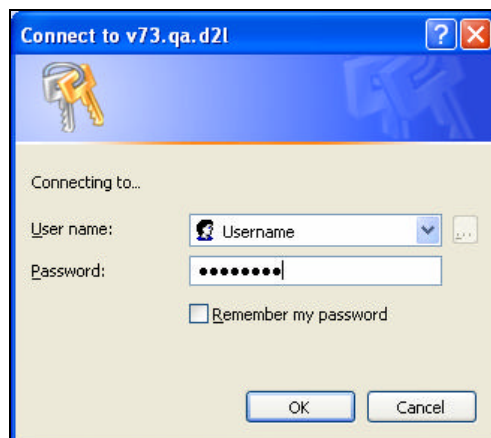 Connect to v73.qa.d2l
Connecting to...
User name: Username ...
Password: ●●●●●●●●
Remember my password
OK Cancel